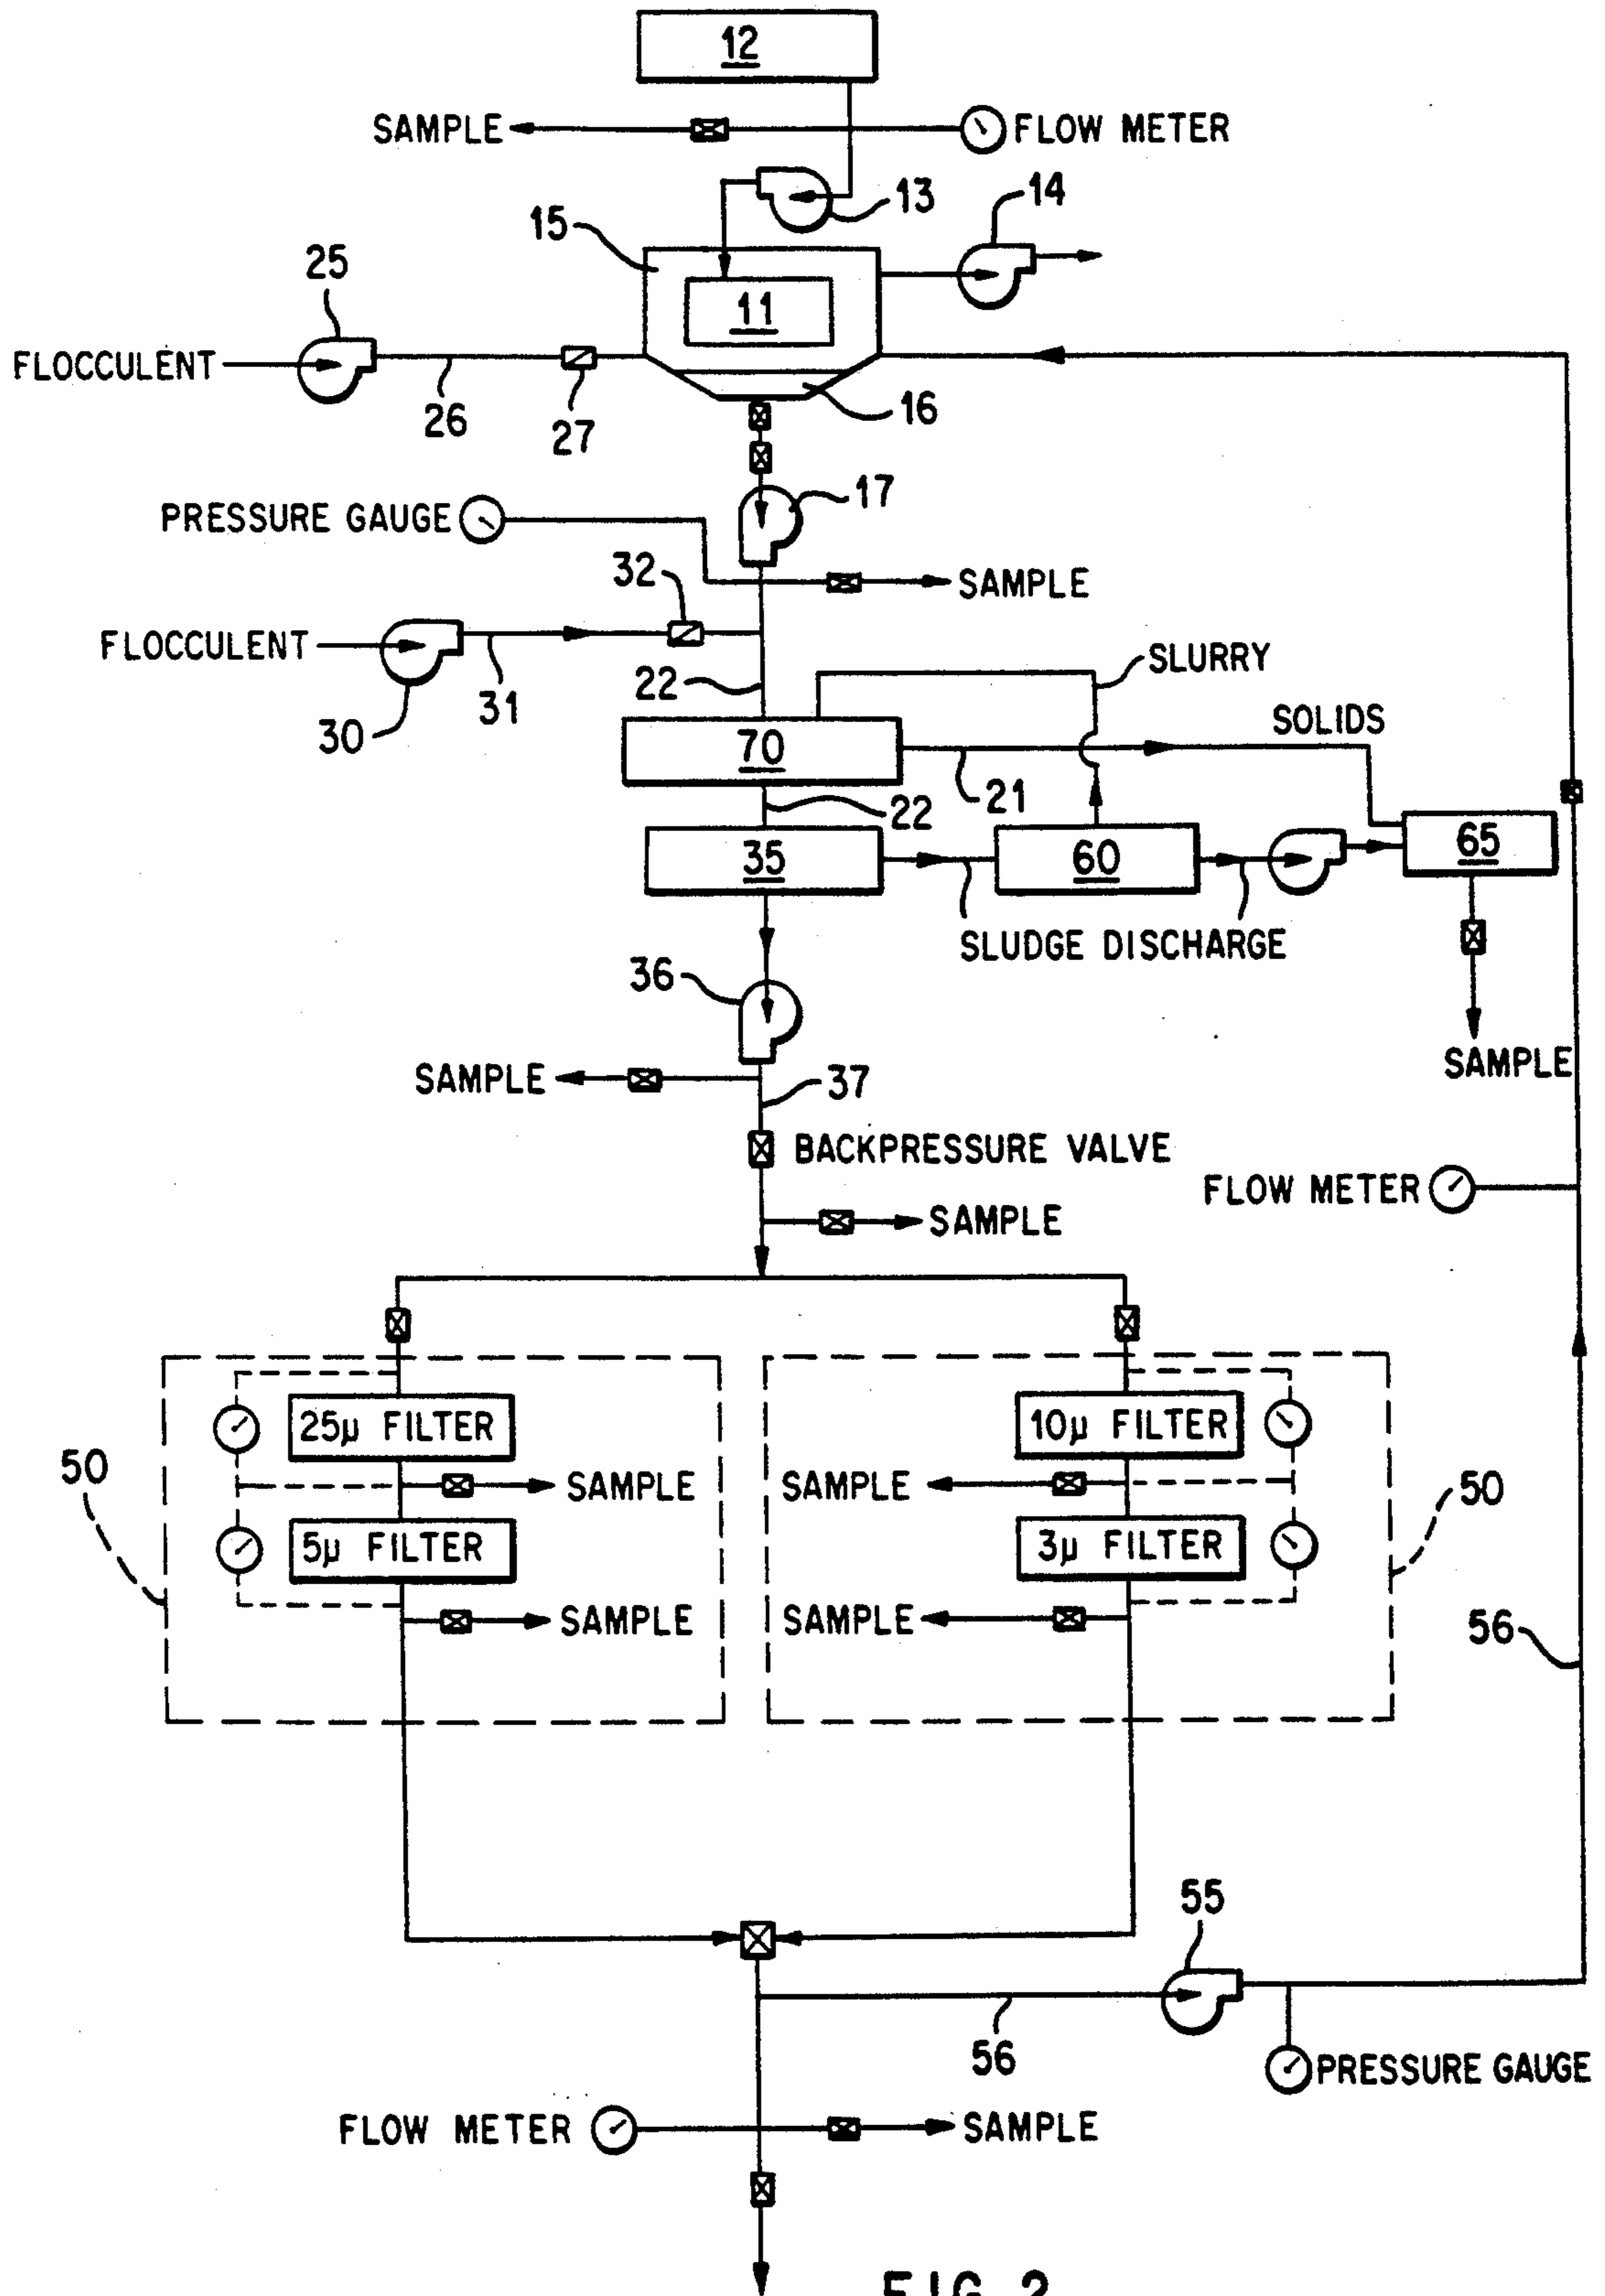 12
SAMPLE
FLOW METER
13
14
15
25
11
FLOCCULENT
26
27
16
17
PRESSURE GAUGE
32
SAMPLE
FLOCCULENT
30
31
22
SLURRY
SOLIDS
70
21
22
35
60
65
SLUDGE DISCHARGE
36
SAMPLE
SAMPLE
37
BACKPRESSURE VALVE
FLOW METER
SAMPLE
25µ FILTER
10µ FILTER
50
SAMPLE
SAMPLE
50
5µ FILTER
3µ FILTER
SAMPLE
SAMPLE
56
55
56
PRESSURE GAUGE
FLOW METER
SAMPLE
FIG. 2